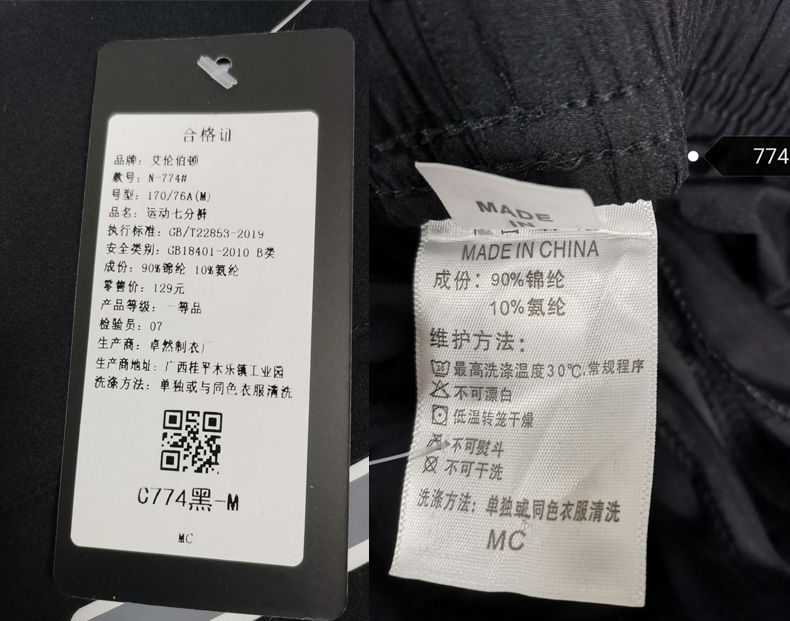 合格证
品牌：艾伦伯顿
款号：N-774#
号型：170/76A(M)
品名：运动七分裤
执行标准：GB/T22853-2019
安全类别：GB18401-2010 B类
成份：90%锦纶 10%氨纶
零售价：129元
产品等级：一等品
检验员：07
生产商：卓然制衣厂
生产商地址：广西桂平木乐镇工业园
洗涤方法：单独或与同色衣服清洗
C774黑-M
MC
774
MADE
IN
MADE IN CHINA
成份：90%锦纶
10%氨纶
维护方法：
最高洗涤温度30℃,常规程序
不可漂白
低温转笼干燥
不可熨斗
不可干洗
洗涤方法：单独或同色衣服清洗
MC